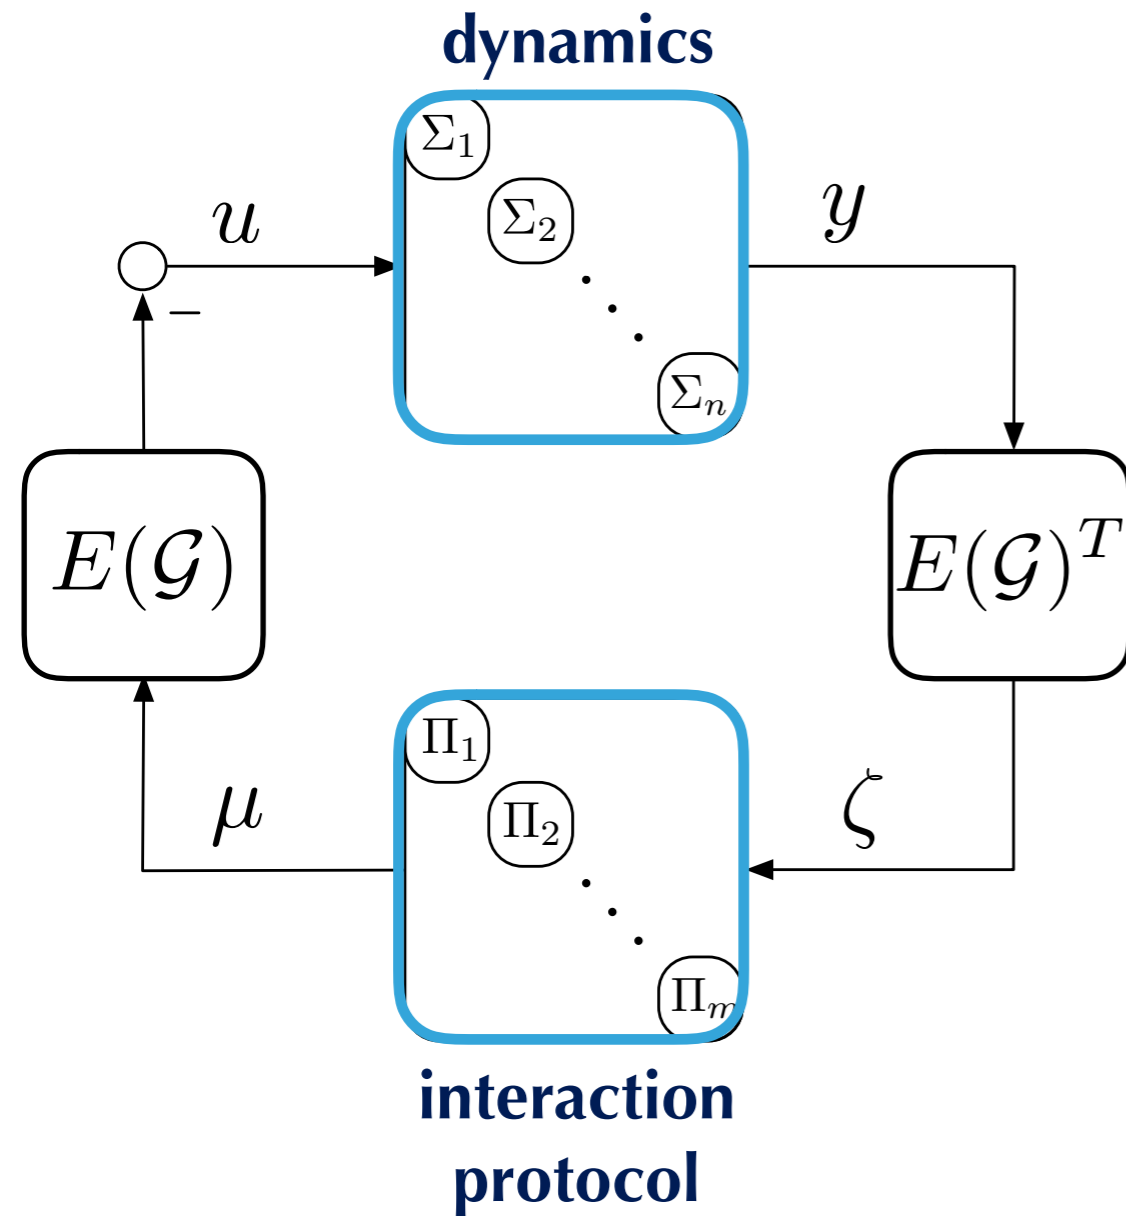 dynamics
Σ₁
u
Σ₂
y
−
Σₙ
E(𝒢)
E(𝒢)ᵀ
Π₁
μ
Π₂
ζ
Πₘ
interaction
protocol